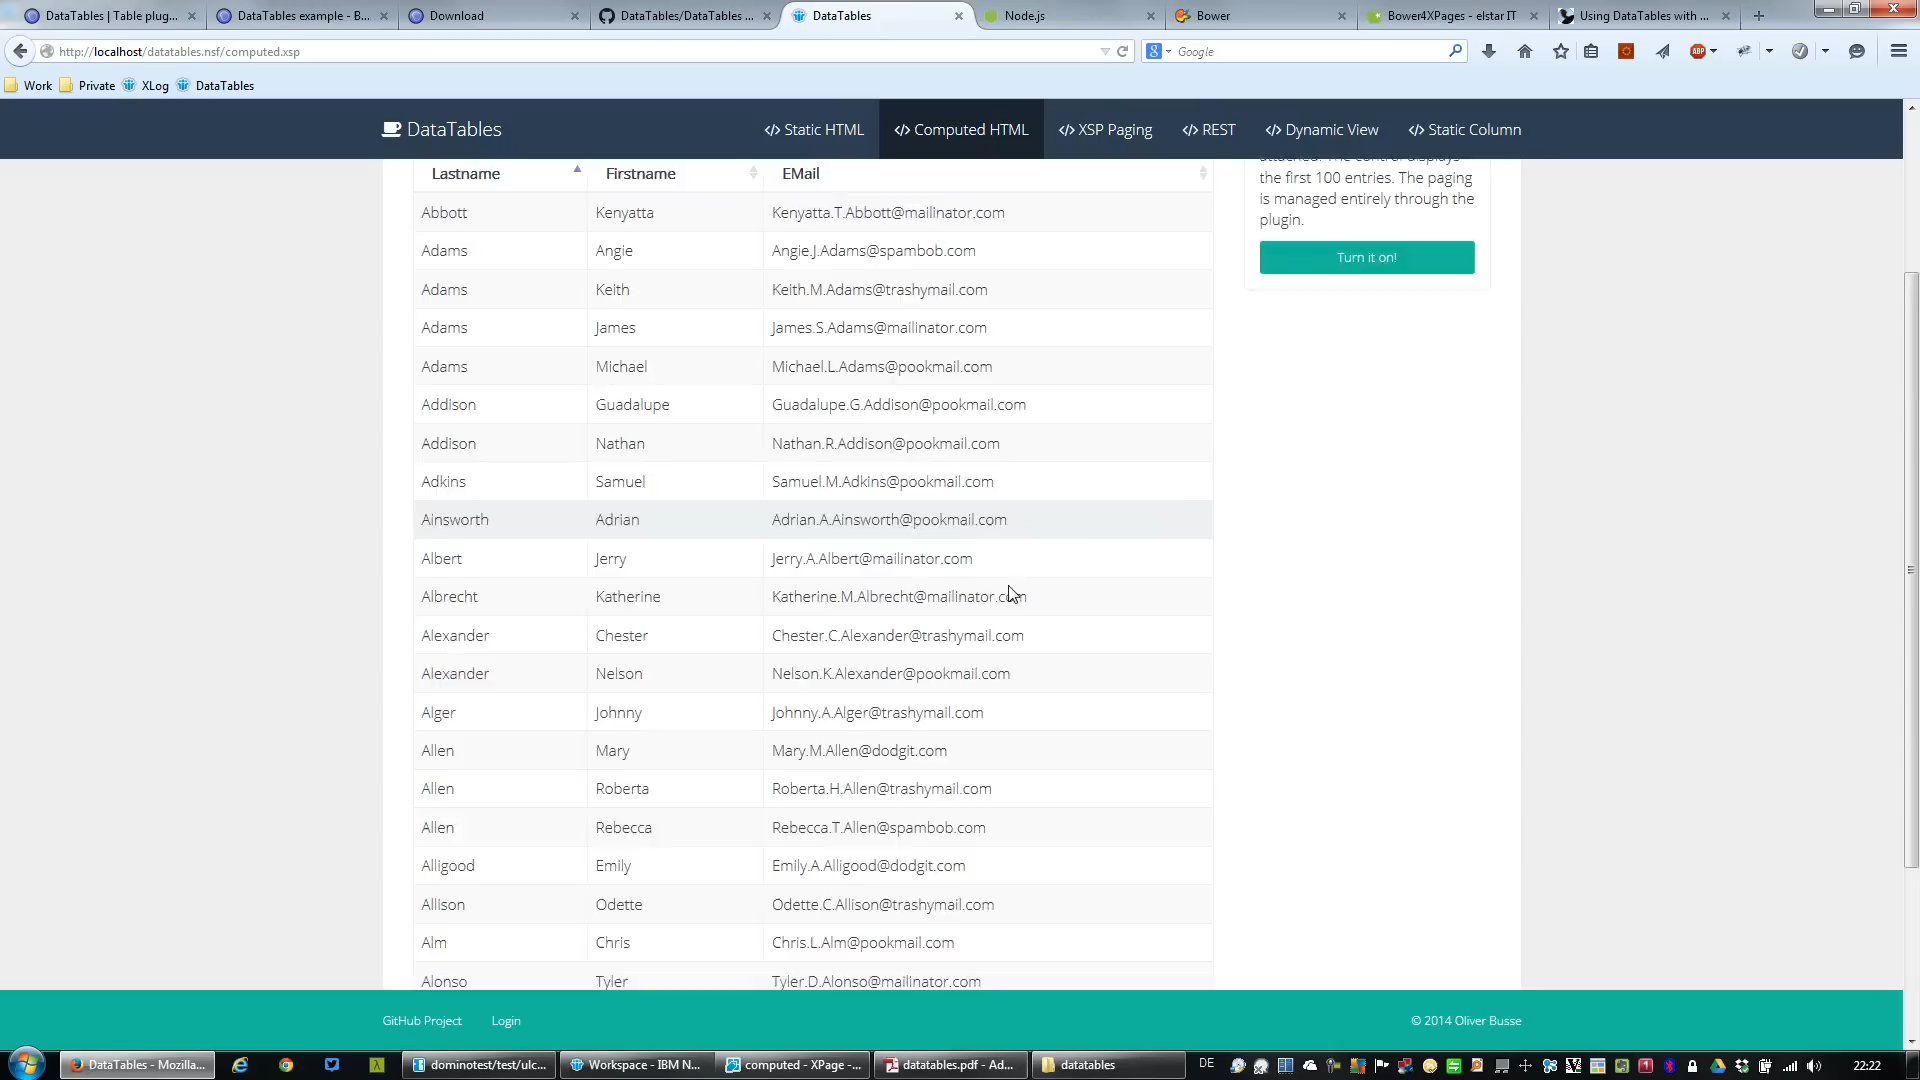 DataTables | Table plug...
DataTables example - B...
Download
DataTables/DataTables ...
DataTables
Node.js
Bower
Bower4XPages - elstar IT
Using DataTables with ...
http://localhost/datatables.nsf/computed.xsp
Google
Work
Private
XLog
DataTables
DataTables
Static HTML
Computed HTML
XSP Paging
REST
Dynamic View
Static Column
Lastname Firstname EMail
Abbott Kenyatta Kenyatta.T.Abbott@mailinator.com
Adams Angie Angie.J.Adams@spambob.com
Adams Keith Keith.M.Adams@trashymail.com
Adams James James.S.Adams@mailinator.com
Adams Michael Michael.L.Adams@pookmail.com
Addison Guadalupe Guadalupe.G.Addison@pookmail.com
Addison Nathan Nathan.R.Addison@pookmail.com
Adkins Samuel Samuel.M.Adkins@pookmail.com
Ainsworth Adrian Adrian.A.Ainsworth@pookmail.com
Albert Jerry Jerry.A.Albert@mailinator.com
Albrecht Katherine Katherine.M.Albrecht@mailinator.com
Alexander Chester Chester.C.Alexander@trashymail.com
Alexander Nelson Nelson.K.Alexander@pookmail.com
Alger Johnny Johnny.A.Alger@trashymail.com
Allen Mary Mary.M.Allen@dodgit.com
Allen Roberta Roberta.H.Allen@trashymail.com
Allen Rebecca Rebecca.T.Allen@spambob.com
Alligood Emily Emily.A.Alligood@dodgit.com
Allison Odette Odette.C.Allison@trashymail.com
Alm Chris Chris.L.Alm@pookmail.com
Alonso Tyler Tyler.D.Alonso@mailinator.com
attached. The control displays
the first 100 entries. The paging
is managed entirely through the
plugin.
Turn it on!
GitHub Project
Login
© 2014 Oliver Busse
DataTables - Mozilla...
dominotest/test/ulc...
Workspace - IBM N...
computed - XPage -...
datatables.pdf - Ad...
datatables
DE
22:22